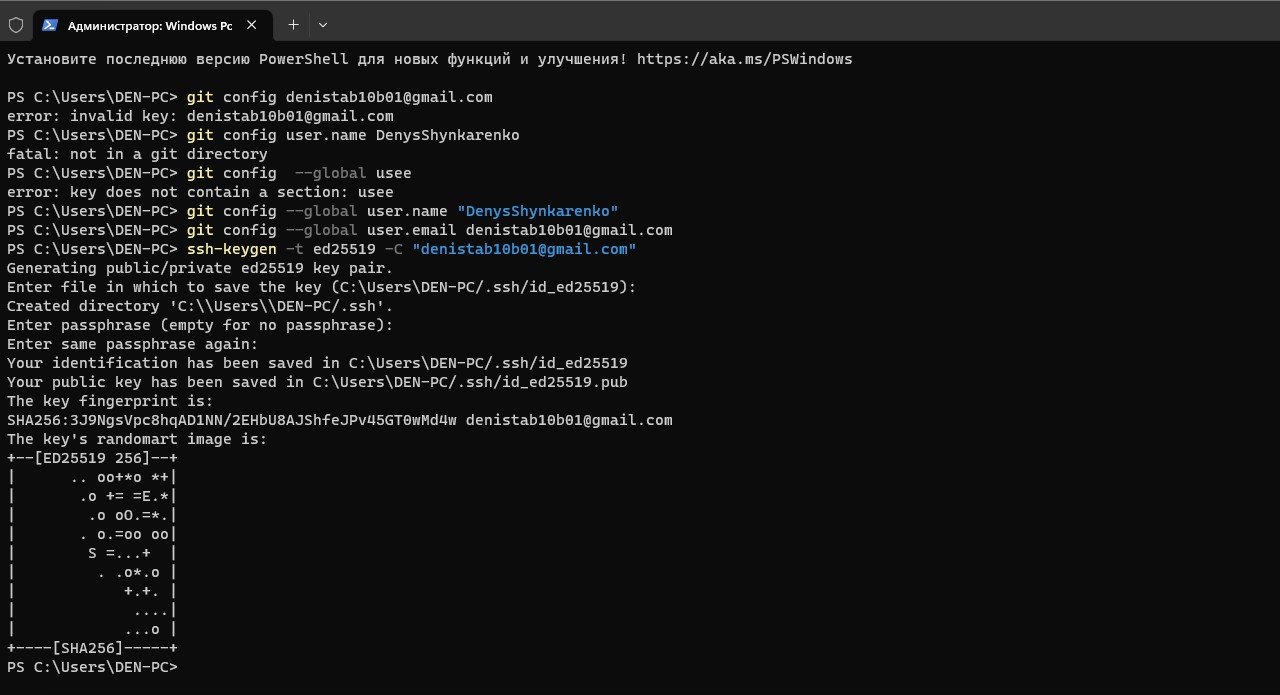 Администратор: Windows Pc
Установите последнюю версию PowerShell для новых функций и улучшения! https://aka.ms/PSWindows
PS C:\Users\DEN-PC> git config denistab10b01@gmail.com
error: invalid key: denistab10b01@gmail.com
PS C:\Users\DEN-PC> git config user.name DenysShynkarenko
fatal: not in a git directory
PS C:\Users\DEN-PC> git config  --global usee
error: key does not contain a section: usee
PS C:\Users\DEN-PC> git config --global user.name "DenysShynkarenko"
PS C:\Users\DEN-PC> git config --global user.email denistab10b01@gmail.com
PS C:\Users\DEN-PC> ssh-keygen -t ed25519 -C "denistab10b01@gmail.com"
Generating public/private ed25519 key pair.
Enter file in which to save the key (C:\Users\DEN-PC/.ssh/id_ed25519):
Created directory 'C:\\Users\\DEN-PC/.ssh'.
Enter passphrase (empty for no passphrase):
Enter same passphrase again:
Your identification has been saved in C:\Users\DEN-PC/.ssh/id_ed25519
Your public key has been saved in C:\Users\DEN-PC/.ssh/id_ed25519.pub
The key fingerprint is:
SHA256:3J9NgsVpc8hqAD1NN/2EHbU8AJShfeJPv45GT0wMd4w denistab10b01@gmail.com
The key's randomart image is:
+--[ED25519 256]--+
|      .. oo+*o *+|
|       .o += =E.*|
|        .o oO.=*.|
|       . o.=oo oo|
|        S =...+  |
|         . .o*.o |
|            +.+. |
|             ....|
|            ...o |
+----[SHA256]-----+
PS C:\Users\DEN-PC>